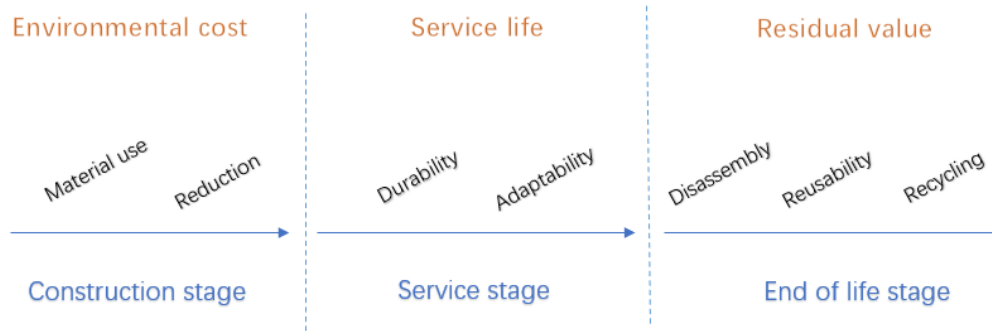 Environmental cost
Service life
Residual value
Material use
Reduction
Durability
Adaptability
Disassembly
Reusability
Recycling
Construction stage
Service stage
End of life stage